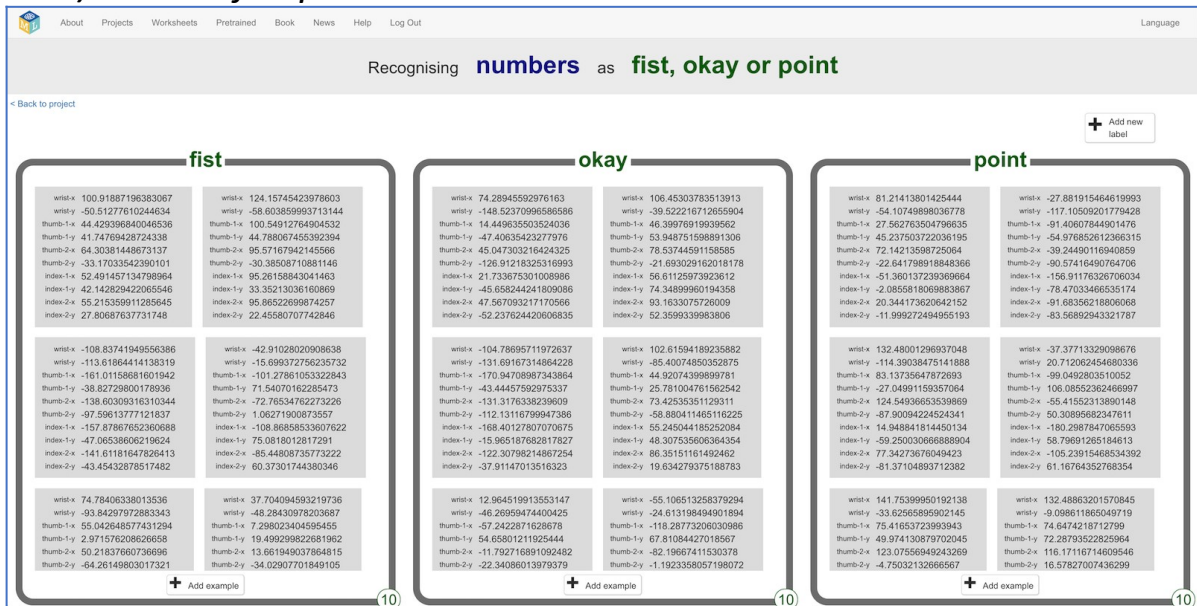 About Projects Worksheets Pretrained Book News Help Log Out Language
Recognising numbers as fist, okay or point
< Back to project
Add new
label
fist
wrist-x 100.91887196383067
wrist-y -50.51277610244634
thumb-1-x 44.429396840046536
thumb-1-y 41.74769428724338
thumb-2-x 64.30381448673137
thumb-2-y -33.17033542390101
index-1-x 52.491457134798964
index-1-y 42.142829422065546
index-2-x 55.215359911285645
index-2-y 27.80687637731748
wrist-x 124.15745423978603
wrist-y -58.603859993713144
thumb-1-x 100.54912764904532
thumb-1-y 44.788067455392394
thumb-2-x 95.57167942145566
thumb-2-y -30.38508710881146
index-1-x 95.26158843041463
index-1-y 33.35213036160869
index-2-x 95.86522699874257
index-2-y 22.45580707742846
wrist-x -108.83741949556386
wrist-y -113.61864414138319
thumb-1-x -161.01158681601942
thumb-1-y -38.82729800178936
thumb-2-x -138.60309316310344
thumb-2-y -97.59613777121837
index-1-x -157.87867652360688
index-1-y -47.06538606219624
index-2-x -141.61181647826413
index-2-y -43.45432878517482
wrist-x -42.91028020908638
wrist-y -15.699372756235732
thumb-1-x -101.27861053322843
thumb-1-y 71.54070162285473
thumb-2-x -72.76534762273226
thumb-2-y 1.06271900873557
index-1-x -108.86858533607622
index-1-y 75.0818012817291
index-2-x -85.44808735773222
index-2-y 60.37301744380346
wrist-x 74.78406338013536
wrist-y -93.84297972883343
thumb-1-x 55.042648577431294
thumb-1-y 2.971576208626658
thumb-2-x 50.21837660736696
thumb-2-y -64.26149803017321
wrist-x 37.704094593219736
wrist-y -48.28430978203687
thumb-1-x 7.298023404595455
thumb-1-y 19.499299822681962
thumb-2-x 13.661949037864815
thumb-2-y -34.02907701849105
Add example
10
okay
wrist-x 74.28945592976163
wrist-y -148.52370996586586
thumb-1-x 14.449635503524036
thumb-1-y -47.40635423277976
thumb-2-x 45.04730321642432​5
thumb-2-y -126.91218325316993
index-1-x 21.733675301008986
index-1-y -45.658244241809086
index-2-x 47.567093217170566
index-2-y -52.237624420606835
wrist-x 106.45303783513913
wrist-y -39.522216712655904
thumb-1-x 46.39976919939562
thumb-1-y 53.948751598891306
thumb-2-x 78.53744591158585
thumb-2-y -21.693029162018178
index-1-x 56.61125973923612
index-1-y 74.34899960194358
index-2-x 93.1633075726009
index-2-y 52.3599339983806
wrist-x -104.78695711972637
wrist-y -131.69167314864228
thumb-1-x -170.94708987343864
thumb-1-y -43.44457592975337
thumb-2-x -131.3176338239609
thumb-2-y -112.13116799947386
index-1-x -168.40127807070675
index-1-y -15.965187682817827
index-2-x -122.30798214867254
index-2-y -37.91147013516323
wrist-x 102.61594189235882
wrist-y -85.40074850352875
thumb-1-x 44.92074399899781
thumb-1-y 25.781004761562542
thumb-2-x 73.42535351129311
thumb-2-y -58.880411465116225
index-1-x 55.245044185252084
index-1-y 48.307535606364354
index-2-x 86.35151161492462
index-2-y 19.634279375188783
wrist-x 12.964519913553147
wrist-y -46.26959474400425
thumb-1-x -57.2422871628678
thumb-1-y 54.65801211925444
thumb-2-x -11.792716891092482
thumb-2-y -22.34086013979379
wrist-x -55.106513258379294
wrist-y -24.613198494901894
thumb-1-x -118.28773206030986
thumb-1-y 67.81084427018567
thumb-2-x -82.19667411530378
thumb-2-y -1.1923358057198072
Add example
10
point
wrist-x 81.21413801425444
wrist-y -54.10749898036778
thumb-1-x 27.562763504796635
thumb-1-y 45.237503722036195
thumb-2-x 72.14213598725064
thumb-2-y -22.641798918848366
index-1-x -51.360137239369664
index-1-y -2.0855818069883867
index-2-x 20.344173620642152
index-2-y -11.999272494955193
wrist-x -27.881915464619993
wrist-y -117.10509201779428
thumb-1-x -91.40607844901476
thumb-1-y -54.976852612366315
thumb-2-x -39.24490116940859
thumb-2-y -90.57416490764706
index-1-x -156.91176326706034
index-1-y -78.47033466535174
index-2-x -91.68356218806068
index-2-y -83.56892943321787
wrist-x 132.48001296937048
wrist-y -114.39038475141888
thumb-1-x 83.13735647872693
thumb-1-y -27.04991159357064
thumb-2-x 124.54936653539869
thumb-2-y -87.90094224524341
index-1-x 14.948841814450134
index-1-y -59.250030666888904
index-2-x 77.34273676049423
index-2-y -81.37104893712382
wrist-x -37.37713329098676
wrist-y 20.712062454680336
thumb-1-x -99.0492803510052
thumb-1-y 106.08552362466997
thumb-2-x -55.41552313890148
thumb-2-y 50.30895682347611
index-1-x -180.2987847065593
index-1-y 58.79691265184613
index-2-x -105.23915468534392
index-2-y 61.16764352768354
wrist-x 141.75399950192138
wrist-y -33.62565895902145
thumb-1-x 75.41653723993943
thumb-1-y 49.974130879702045
thumb-2-x 123.07556949243269
thumb-2-y -4.75032132666567
wrist-x 132.48863201570845
wrist-y -9.098611865049719
thumb-1-x 74.6474218712799
thumb-1-y 72.28793522825964
thumb-2-x 116.17116714609546
thumb-2-y 16.57827007436299
Add example
10